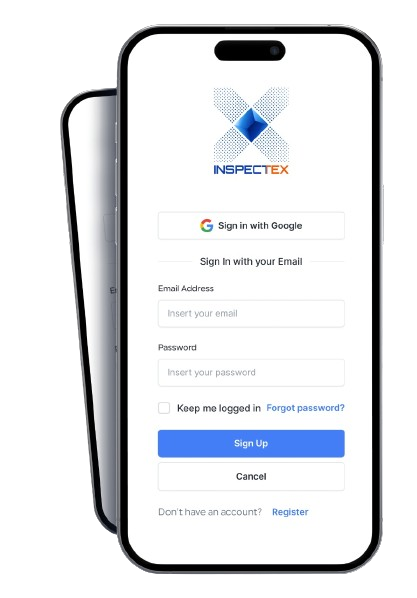 INSPECTEX
Sign in with Google
Sign In with your Email
Email Address
Insert your email
Password
Insert your password
Keep me logged in Forgot password?
Sign Up
Cancel
Don't have an account? Register